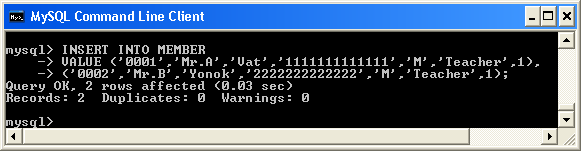 MySQL Command Line Client
mysql> INSERT INTO MEMBER
    -> VALUE ('0001','Mr.A','Vat','1111111111111','M','Teacher',1),
    -> ('0002','Mr.B','Yonok','2222222222222','M','Teacher',1);
Query OK, 2 rows affected (0.03 sec)
Records: 2  Duplicates: 0  Warnings: 0
mysql>